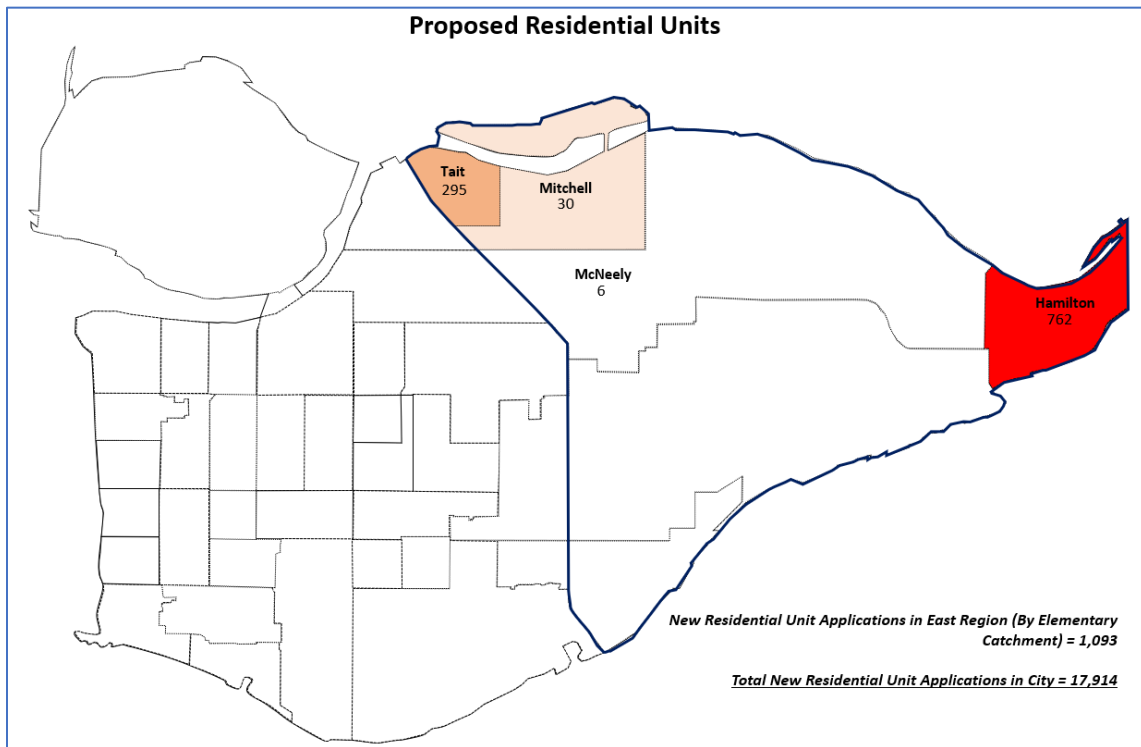 Proposed Residential Units
Tait
295
Mitchell
30
McNeely
6
Hamilton
762
New Residential Unit Applications in East Region (By Elementary
Catchment) = 1,093
Total New Residential Unit Applications in City = 17,914